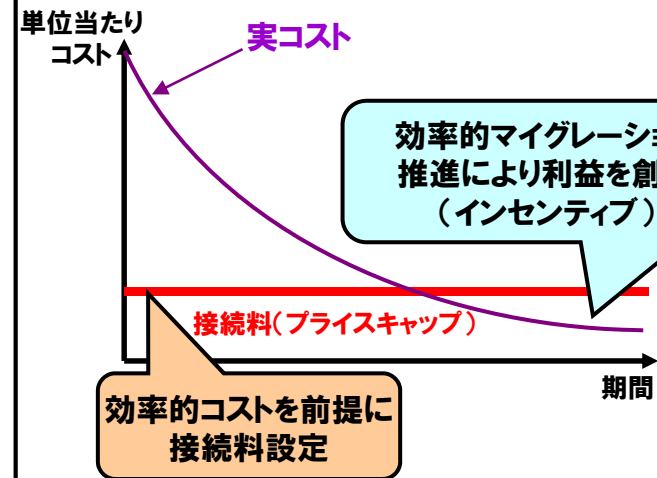 単位当たり
コスト
実コスト
効率的マイグレーショ
推進により利益を創
(インセンティブ)
接続料(プライスキャップ)
期間
効率的コストを前提に
接続料設定